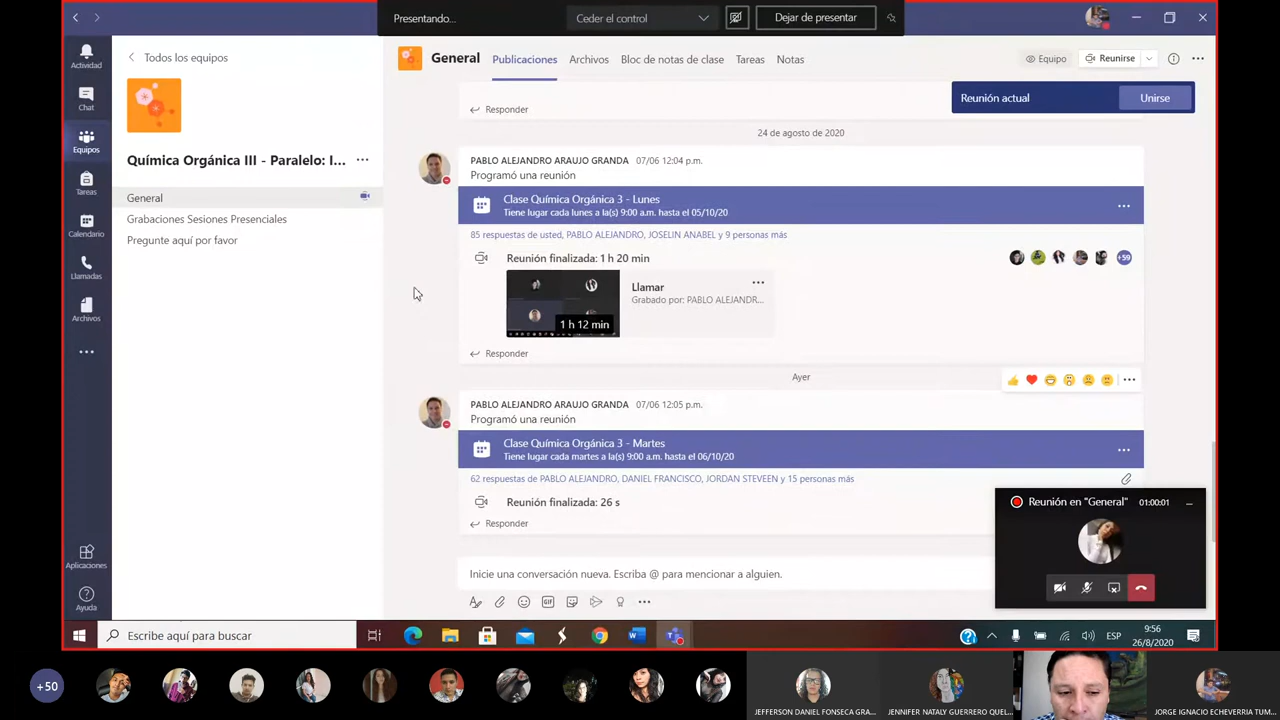 Presentando...
Ceder el control
Dejar de presentar
Actividad
Chat
Equipos
Tareas
Calendario
Llamadas
Archivos
Aplicaciones
Ayuda
Todos los equipos
Química Orgánica III - Paralelo: I...
General
Grabaciones Sesiones Presenciales
Pregunte aquí por favor
General
Publicaciones
Archivos
Bloc de notas de clase
Tareas
Notas
Equipo
Reunirse
Reunión actual
Unirse
Responder
24 de agosto de 2020
PABLO ALEJANDRO ARAUJO GRANDA 07/06 12:04 p.m.
Programó una reunión
Clase Química Orgánica 3 - Lunes
Tiene lugar cada lunes a la(s) 9:00 a.m. hasta el 05/10/20
85 respuestas de usted, PABLO ALEJANDRO, JOSELIN ANABEL y 9 personas más
Reunión finalizada: 1 h 20 min
+59
Llamar
Grabado por: PABLO ALEJANDR...
1 h 12 min
Responder
Ayer
PABLO ALEJANDRO ARAUJO GRANDA 07/06 12:05 p.m.
Programó una reunión
Clase Química Orgánica 3 - Martes
Tiene lugar cada martes a la(s) 9:00 a.m. hasta el 06/10/20
62 respuestas de PABLO ALEJANDRO, DANIEL FRANCISCO, JORDAN STEVEEN y 15 personas más
Reunión finalizada: 26 s
Responder
Reunión en "General"
01:00:01
Inicie una conversación nueva. Escriba @ para mencionar a alguien.
GIF
Escribe aquí para buscar
ESP
9:56
26/8/2020
+50
JEFFERSON DANIEL FONSECA GRA...
JENNIFER NATALY GUERRERO QUEL...
JORGE IGNACIO ECHEVERRIA TUM...